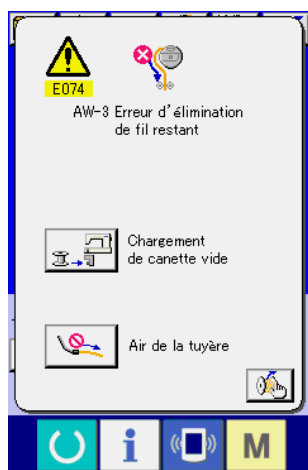 E074
AW-3 Erreur d'élimination
de fil restant
Chargement
de canette vide
Air de la tuyère
i
M